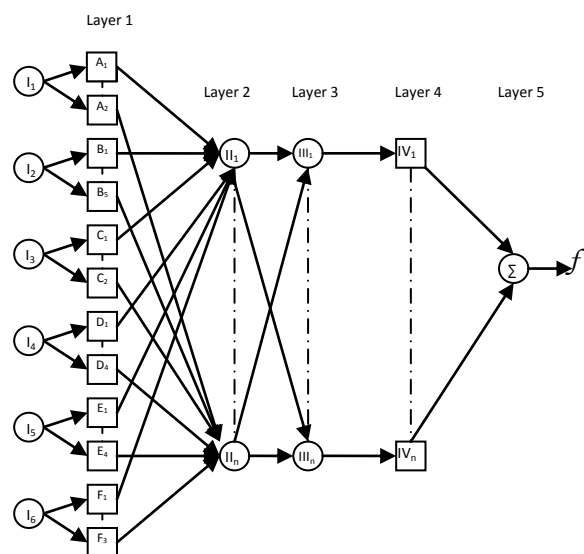 Layer 1
Layer 2
Layer 3
Layer 4
Layer 5
I1
A1
A2
I2
B1
B5
I3
C1
C2
I4
D1
D4
I5
E1
E4
I6
F1
F3
II1
IIn
III1
IIIn
IV1
IVn
∑
f